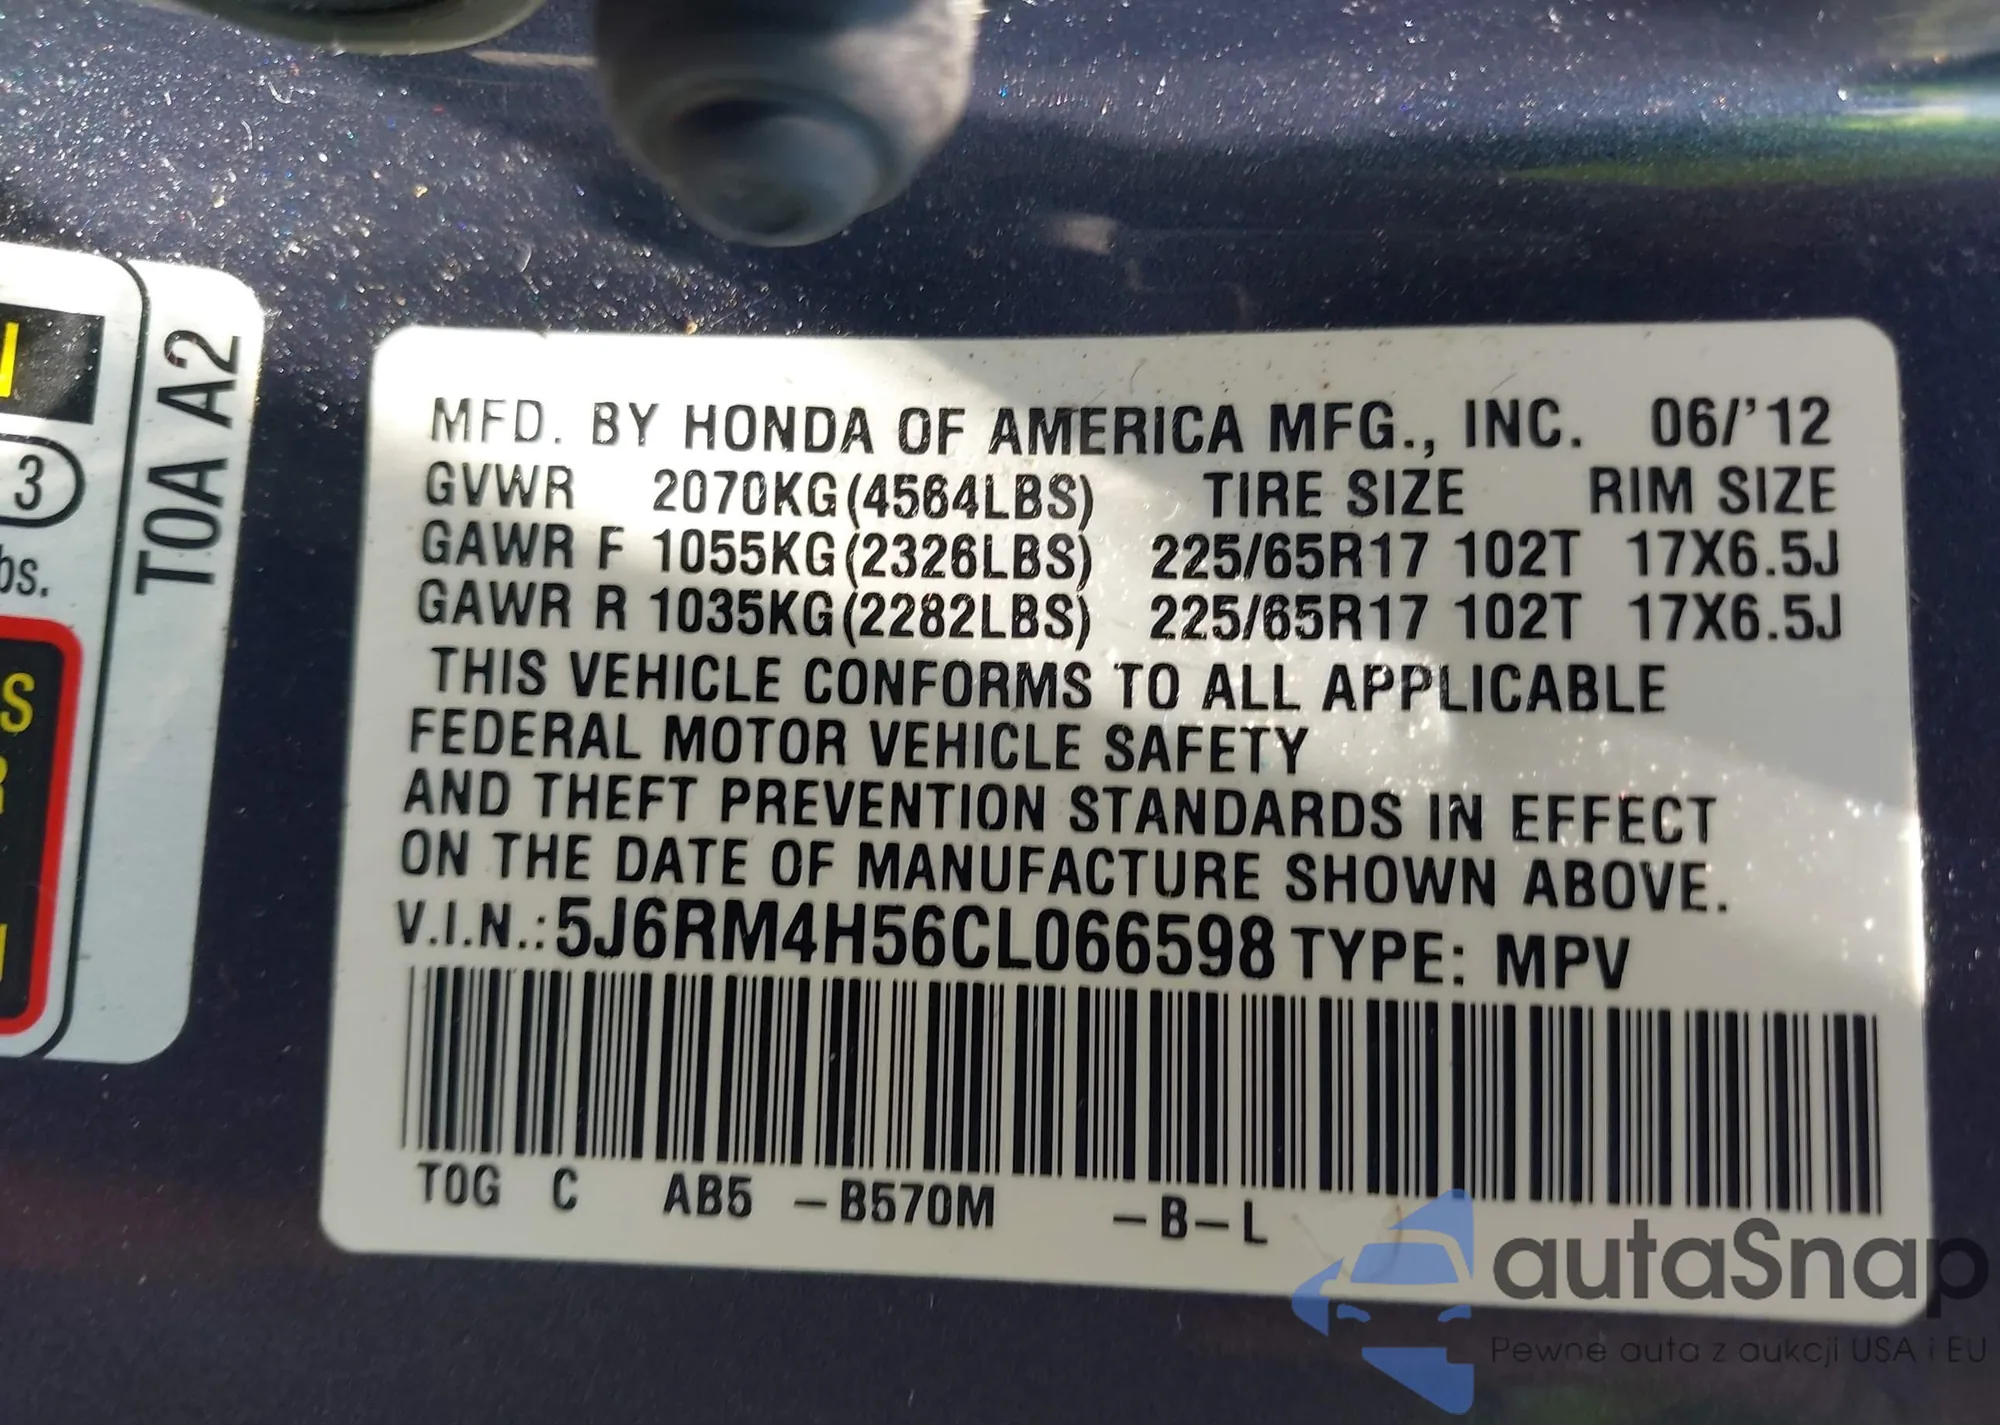 T0A A2
3
bs.
S
R
MFD. BY HONDA OF AMERICA MFG., INC. 06/'12
GVWR 2070KG(4564LBS) TIRE SIZE RIM SIZE
GAWR F 1055KG(2326LBS) 225/65R17 102T 17X6.5J
GAWR R 1035KG(2282LBS) 225/65R17 102T 17X6.5J
THIS VEHICLE CONFORMS TO ALL APPLICABLE
FEDERAL MOTOR VEHICLE SAFETY
AND THEFT PREVENTION STANDARDS IN EFFECT
ON THE DATE OF MANUFACTURE SHOWN ABOVE.
V.I.N.: 5J6RM4H56CL066598 TYPE: MPV
T0G C AB5 -B570M -B-L
autaSnap
Pewne auta z aukcji USA i EU